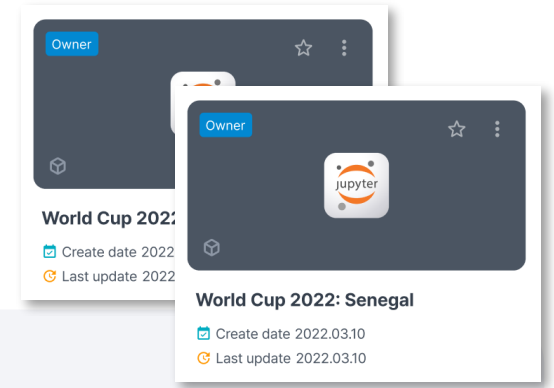 Owner
World Cup 2022
Create date 2022
Last update 2022
Owner
Jupyter
World Cup 2022: Senegal
Create date 2022.03.10
Last update 2022.03.10